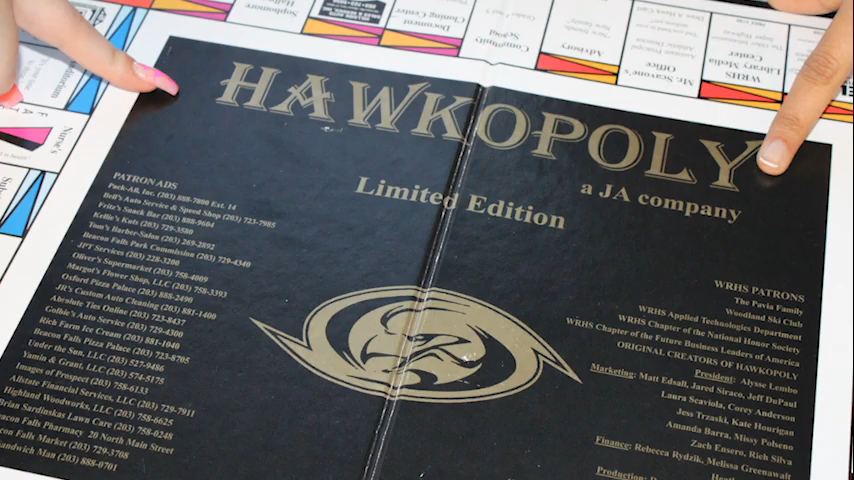 HAWKOPOLY
a JA company
Limited Edition
PATRON ADS
Pack-All, Inc. (203) 888-7800 Ext. 14
Bell's Auto Service & Speed Shop (203) 723-7985
Fritz's Snack Bar (203) 888-9604
Kellie's Kuts (203) 729-3580
Tom's Barber-Salon (203) 269-2892
Beacon Falls Park Commission (203) 729-4340
JPT Services (203) 228-3200
Oliver's Supermarket (203) 758-4009
Margot's Flower Shop, LLC (203) 758-3393
Oxford Pizza Palace (203) 888-2490
JR's Custom Auto Cleaning (203) 881-1400
Absolute Ties Online (203) 723-8437
Golbie's Auto Service (203) 729-4300
Rich Farm Ice Cream (203) 881-1040
Beacon Falls Pizza Palace (203) 723-8705
Under the Sun, LLC (203) 527-9486
Yamin & Grant, LLC (203) 574-5175
Images of Prospect (203) 758-6133
Allstate Financial Services, LLC (203) 729-7911
Highland Woodworks, LLC (203) 758-6625
Brian Sardinskas Lawn Care (203) 758-0248
Beacon Falls Pharmacy 20 North Main Street
Falls Market (203) 729-3708
Sandwich Man (203) 888-0701
WRHS PATRONS
The Pavia Family
Woodland Ski Club
WRHS Applied Technologies Department
WRHS Chapter of the National Honor Society
WRHS Chapter of the Future Business Leaders of America
ORIGINAL CREATORS OF HAWKOPOLY
President: Alysse Lembo
Marketing: Matt Edsall, Jared Siraco, Jeff DuPaul
Laura Scaviola, Corey Anderson
Jess Trzaski, Kate Hourigan
Amanda Barra, Missy Polseno
Zach Ensero, Rich Silva
Finance: Rebecca Rydzik, Melissa Greenawalt
Production:
Sophomore
Document
Cloning Center
Community
Advisory
Mr. Scavone's
Office
WRHS
Library Media
Center
Auditorium
Nurse's